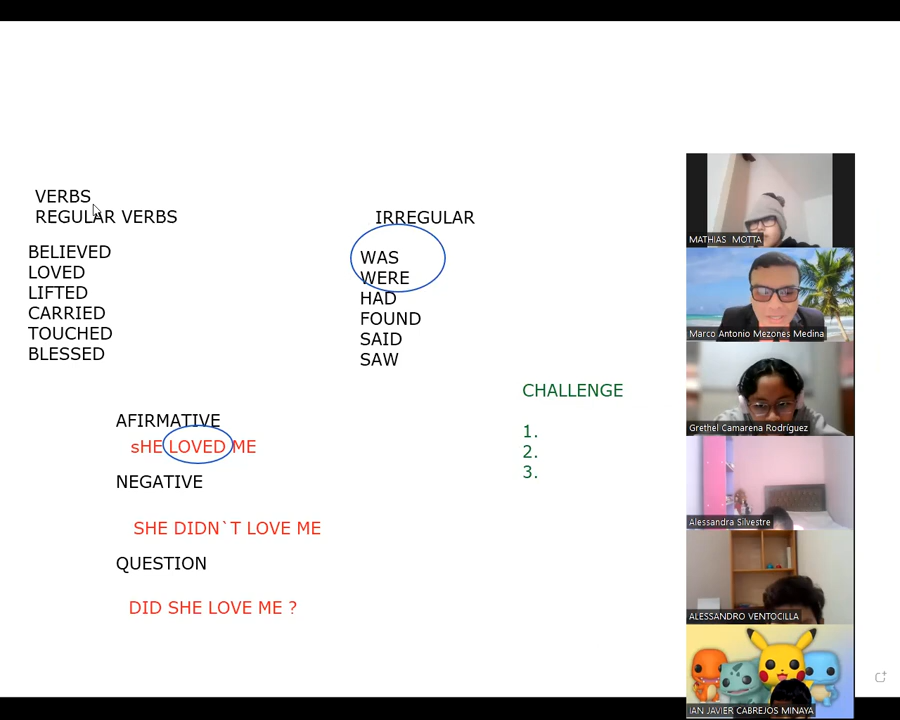 VERBS
REGULAR VERBS
BELIEVED
LOVED
LIFTED
CARRIED
TOUCHED
BLESSED
IRREGULAR
WAS
WERE
HAD
FOUND
SAID
SAW
AFIRMATIVE
sHE LOVED ME
NEGATIVE
SHE DIDN`T LOVE ME
QUESTION
DID SHE LOVE ME ?
CHALLENGE
1.
2.
3.
MATHIAS MOTTA
Marco Antonio Mezones Medina
Grethel Camarena Rodríguez
Alessandra Silvestre
ALESSANDRO VENTOCILLA
IAN JAVIER CABREJOS MINAYA